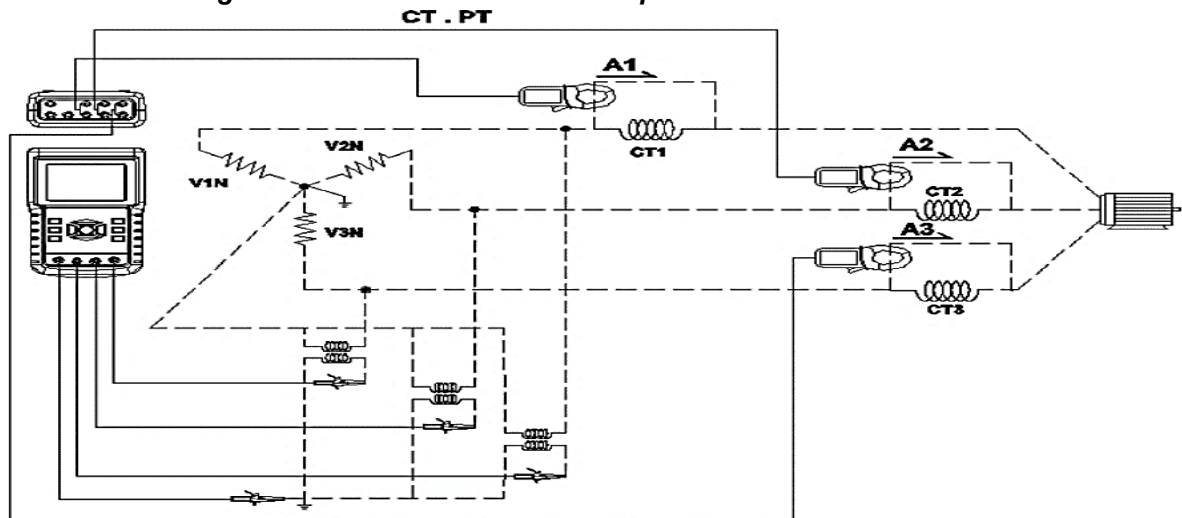 CT . PT
A1
CT1
V2N
V1N
A2
CT2
V3N
A3
CT3